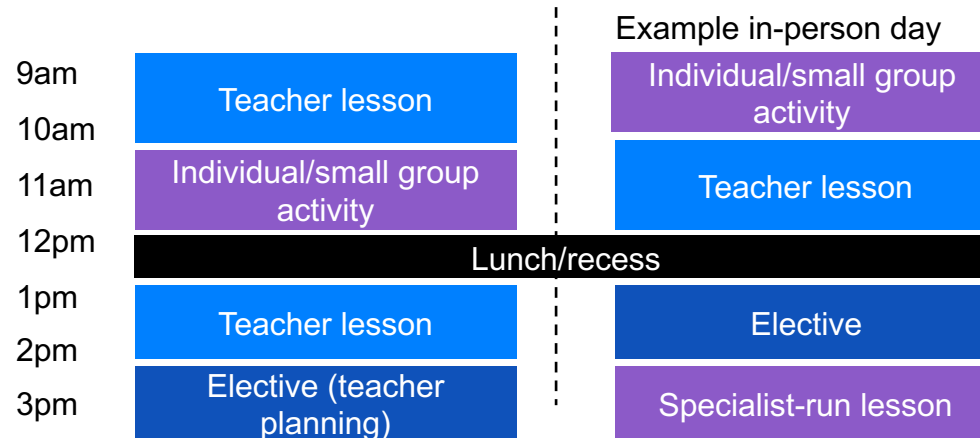 Example in-person day
9am
Teacher lesson
Individual/small group
activity
10am
11am
Individual/small group
activity
Teacher lesson
12pm
Lunch/recess
1pm
Teacher lesson
Elective
2pm
3pm
Elective (teacher
planning)
Specialist-run lesson